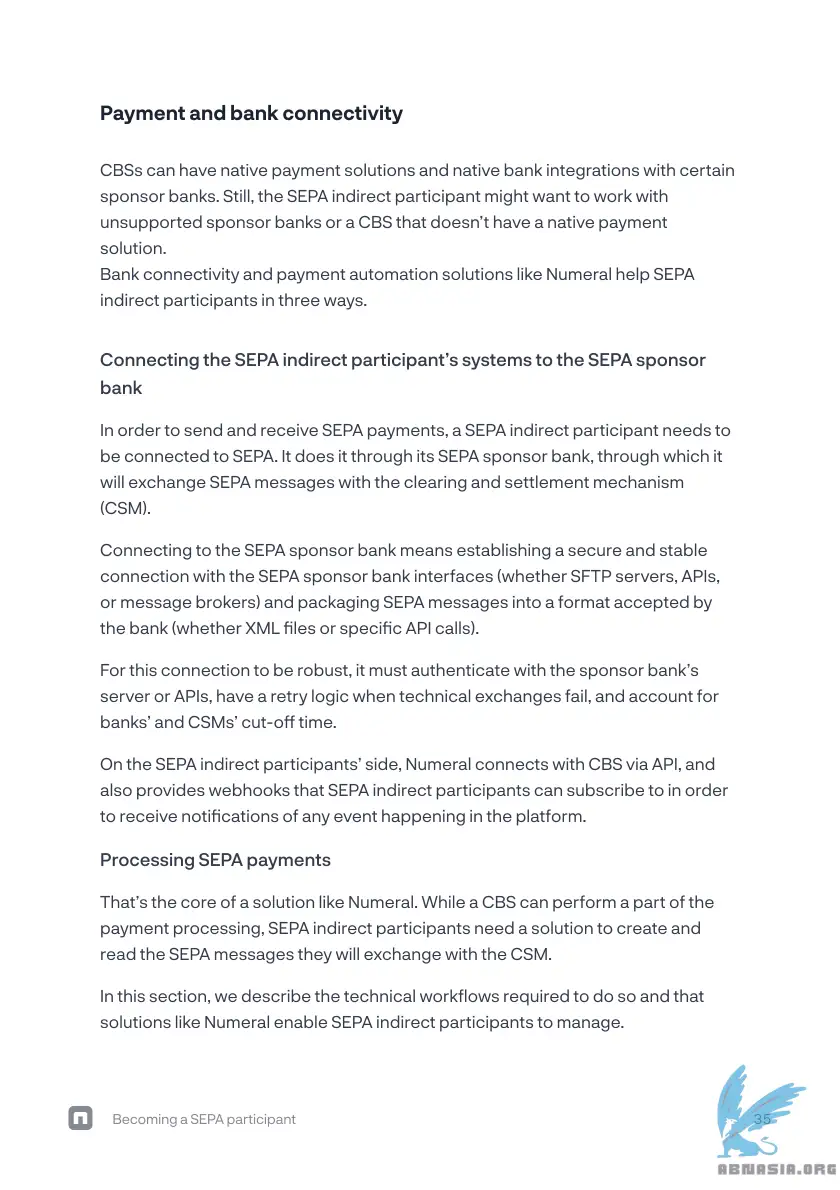 Payment and bank connectivity
CBSs can have native payment solutions and native bank integrations with certain
sponsor banks. Still, the SEPA indirect participant might want to work with
unsupported sponsor banks or a CBS that doesn’t have a native payment
solution.
Bank connectivity and payment automation solutions like Numeral help SEPA
indirect participants in three ways.
Connecting the SEPA indirect participant’s systems to the SEPA sponsor
bank
In order to send and receive SEPA payments, a SEPA indirect participant needs to
be connected to SEPA. It does it through its SEPA sponsor bank, through which it
will exchange SEPA messages with the clearing and settlement mechanism
(CSM).
Connecting to the SEPA sponsor bank means establishing a secure and stable
connection with the SEPA sponsor bank interfaces (whether SFTP servers, APIs,
or message brokers) and packaging SEPA messages into a format accepted by
the bank (whether XML files or specific API calls).
For this connection to be robust, it must authenticate with the sponsor bank’s
server or APIs, have a retry logic when technical exchanges fail, and account for
banks’ and CSMs’ cut-off time.
On the SEPA indirect participants’ side, Numeral connects with CBS via API, and
also provides webhooks that SEPA indirect participants can subscribe to in order
to receive notifications of any event happening in the platform.
Processing SEPA payments
That’s the core of a solution like Numeral. While a CBS can perform a part of the
payment processing, SEPA indirect participants need a solution to create and
read the SEPA messages they will exchange with the CSM.
In this section, we describe the technical workflows required to do so and that
solutions like Numeral enable SEPA indirect participants to manage.
n Becoming a SEPA participant 35
ABNASIA.ORG